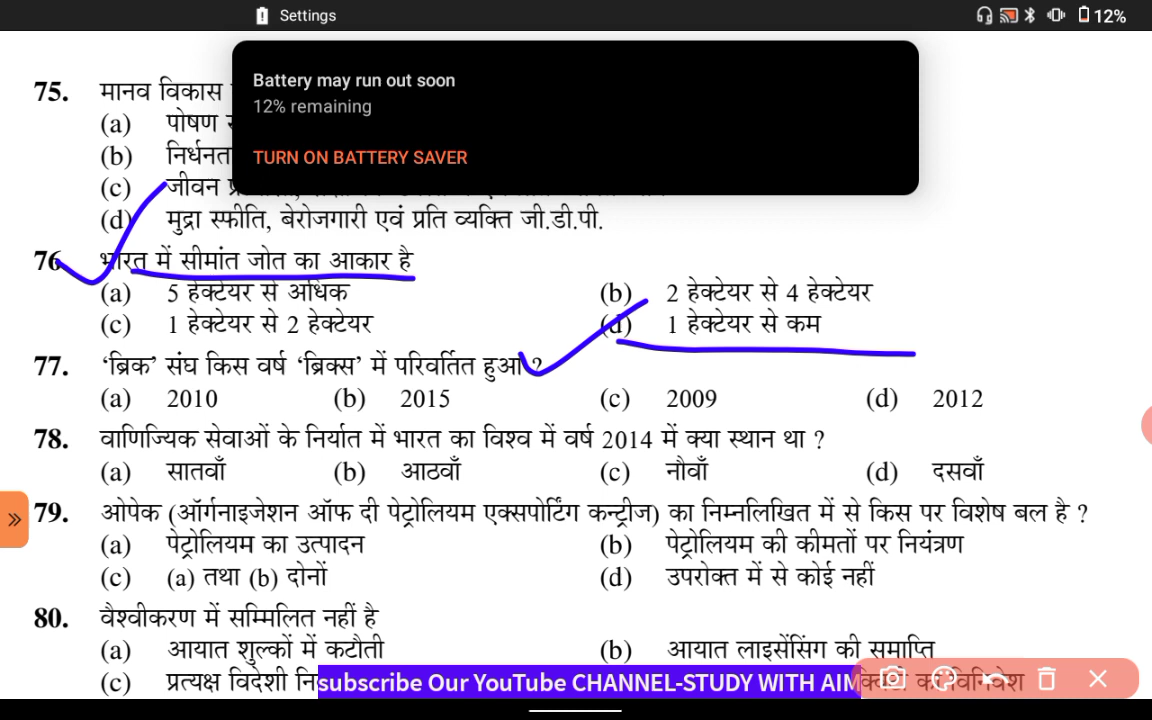 Settings
12%
Battery may run out soon
12% remaining
TURN ON BATTERY SAVER
75. मानव विकास
(a) पोषण
(b) निर्धनत
(c) जीवन
(d) मुद्रा स्फीति, बेरोजगारी एवं प्रति व्यक्ति जी.डी.पी.
76 भारत में सीमांत जोत का आकार है
(a) 5 हेक्टेयर से अधिक (b) 2 हेक्टेयर से 4 हेक्टेयर
(c) 1 हेक्टेयर से 2 हेक्टेयर (d) 1 हेक्टेयर से कम
77. ‘ब्रिक’ संघ किस वर्ष ‘ब्रिक्स’ में परिवर्तित हुआ ?
(a) 2010 (b) 2015 (c) 2009 (d) 2012
78. वाणिज्यिक सेवाओं के निर्यात में भारत का विश्व में वर्ष 2014 में क्या स्थान था ?
(a) सातवाँ (b) आठवाँ (c) नौवाँ (d) दसवाँ
79. ओपेक (ऑर्गनाइजेशन ऑफ दी पेट्रोलियम एक्सपोर्टिंग कन्ट्रीज) का निम्नलिखित में से किस पर विशेष बल है ?
(a) पेट्रोलियम का उत्पादन (b) पेट्रोलियम की कीमतों पर नियंत्रण
(c) (a) तथा (b) दोनों (d) उपरोक्त में से कोई नहीं
80. वैश्वीकरण में सम्मिलित नहीं है
(a) आयात शुल्कों में कटौती (b) आयात लाइसेंसिंग की समाप्ति
(c) प्रत्यक्ष विदेशी
subscribe Our YouTube CHANNEL-STUDY WITH AIM
का विनिवेश